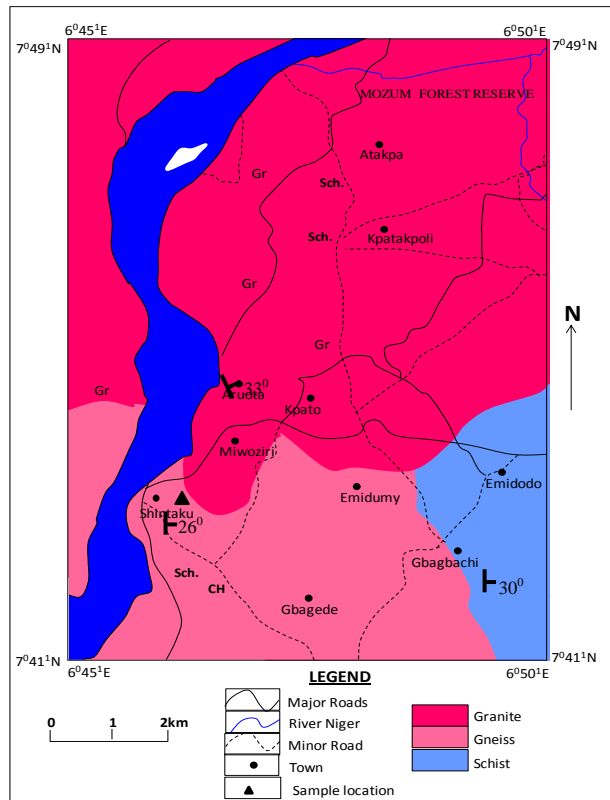 6⁰45¹E 6⁰50¹E
7⁰49¹N 7⁰49¹N
MOZUM FOREST RESERVE
Atakpa
Gr
Sch.
Sch.
Kpatakpoli
Gr
N
Gr
Gr
33⁰
Aruota
Kpato
Miwoziri
Emidodo
Emidumy
Shintaku
26⁰
Gbagbachi
Sch.
CH
30⁰
Gbagede
7⁰41¹N 7⁰41¹N
6⁰45¹E 6⁰50¹E
LEGEND
Major Roads
River Niger
Minor Road
Town
Sample location
0 1 2km
Granite
Gneiss
Schist